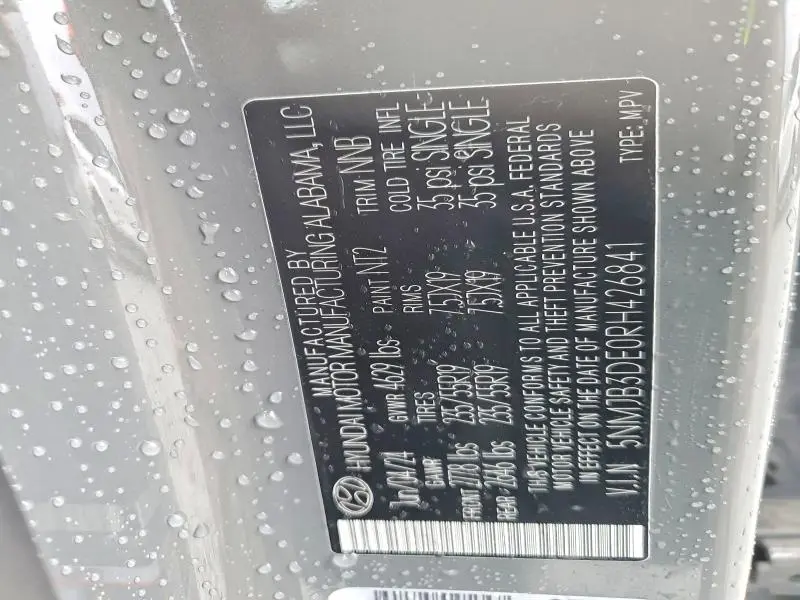 MANUFACTURED BY
HYUNDAI MOTOR MANUFACTURING ALABAMA, LLC
04/24 GVWR 4629 lbs PAINT NT2 TRIM NNB
GAWR TIRES RIMS COLD TIRE INFL
FRONT 2778 lbs 235/55R19 7.5JX19 35 psi SINGLE
REAR 2646 lbs 235/55R19 7.5JX19 35 psi SINGLE
THIS VEHICLE CONFORMS TO ALL APPLICABLE U.S.A. FEDERAL
MOTOR VEHICLE SAFETY AND THEFT PREVENTION STANDARDS
IN EFFECT ON THE DATE OF MANUFACTURE SHOWN ABOVE
TYPE: MPV
V.I.N 5NMJB3DE0RH426841